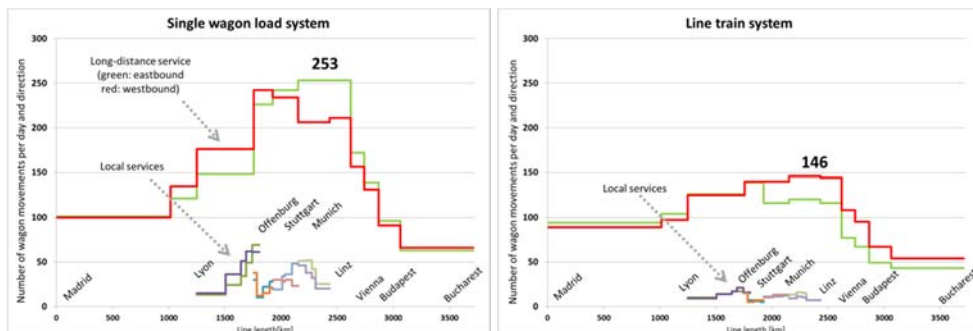 Single wagon load system
Number of wagon movements per day and direction
300
250
200
150
100
50
0
Long-distance service
(green: eastbound
red: westbound)
253
Local services
Madrid
Lyon
Offenburg
Stuttgart
Munich
Linz
Vienna
Budapest
Bucharest
0
500
1000
1500
2000
2500
3000
3500
Line length[km]
Line train system
Number of wagon movements per day and direction
300
250
200
150
100
50
0
146
Local services
Madrid
Lyon
Offenburg
Stuttgart
Munich
Linz
Vienna
Budapest
Bucharest
0
500
1000
1500
2000
2500
3000
3500
Line length[km]